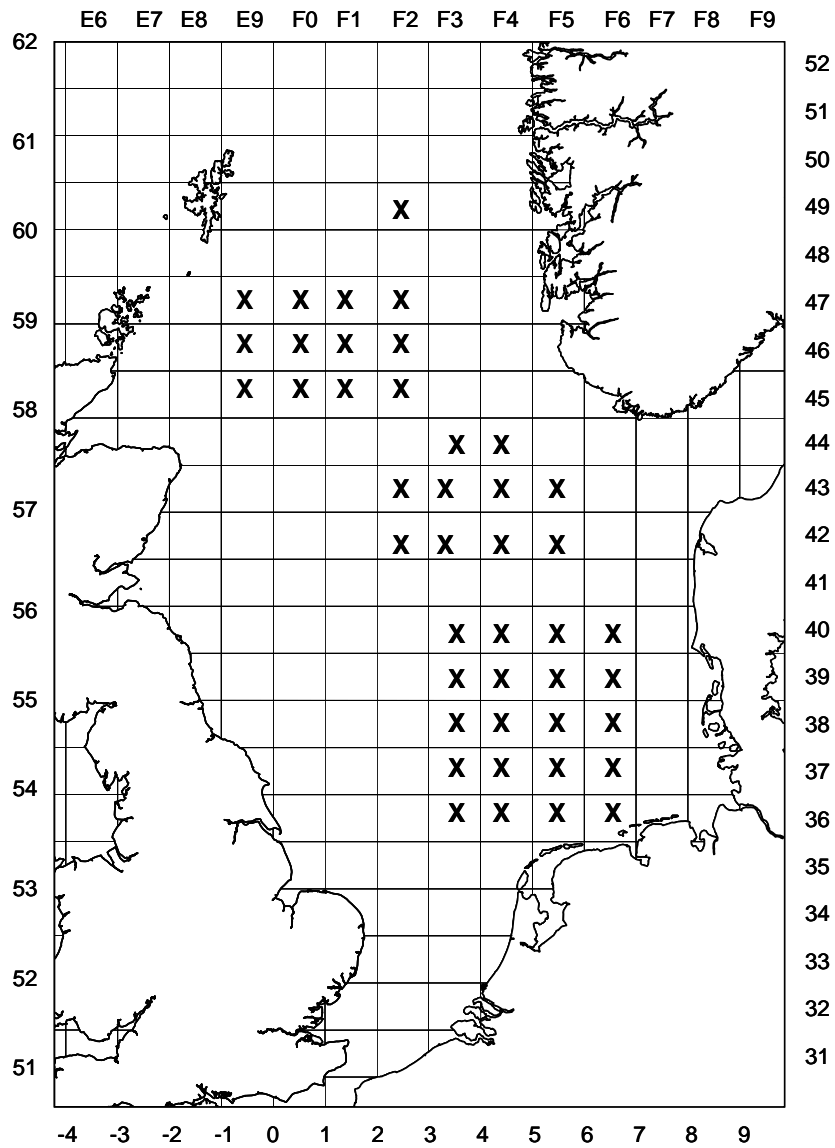 E6 E7 E8 E9 F0 F1 F2 F3 F4 F5 F6 F7 F8 F9
62
52
51
61
50
X 49
60
48
X X X X 47
59
X X X X 46
X X X X 45
58
X X 44
X X X X 43
57
X X X X 42
41
56
X X X X 40
X X X X 39
55
X X X X 38
X X X X 37
54
X X X X 36
35
53
34
33
52
32
31
51
-4 -3 -2 -1 0 1 2 3 4 5 6 7 8 9